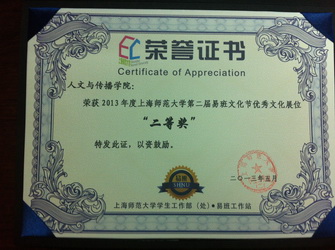 荣誉证书
Certificate of Appreciation
人文与传播学院：
荣获2013年度上海师范大学第二届易班文化节优秀文化展位
“二等奖”
特发此证，以资鼓励。
二〇一三年五月
上海师范大学学生工作部（处）●易班工作站